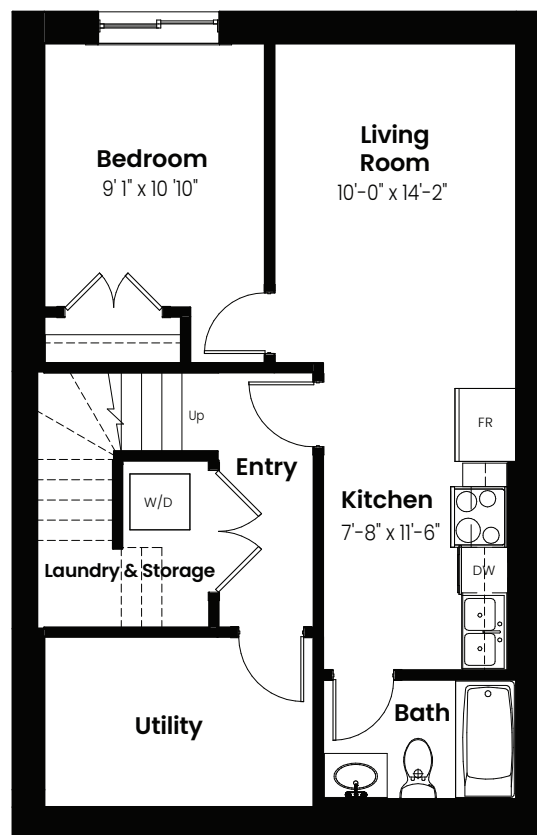 Bedroom
9' 1" x 10 '10"
Living
Room
10'-0" x 14'-2"
Up
FR
Entry
W/D
Kitchen
7'-8" x 11'-6"
Laundry & Storage
DW
Utility
Bath